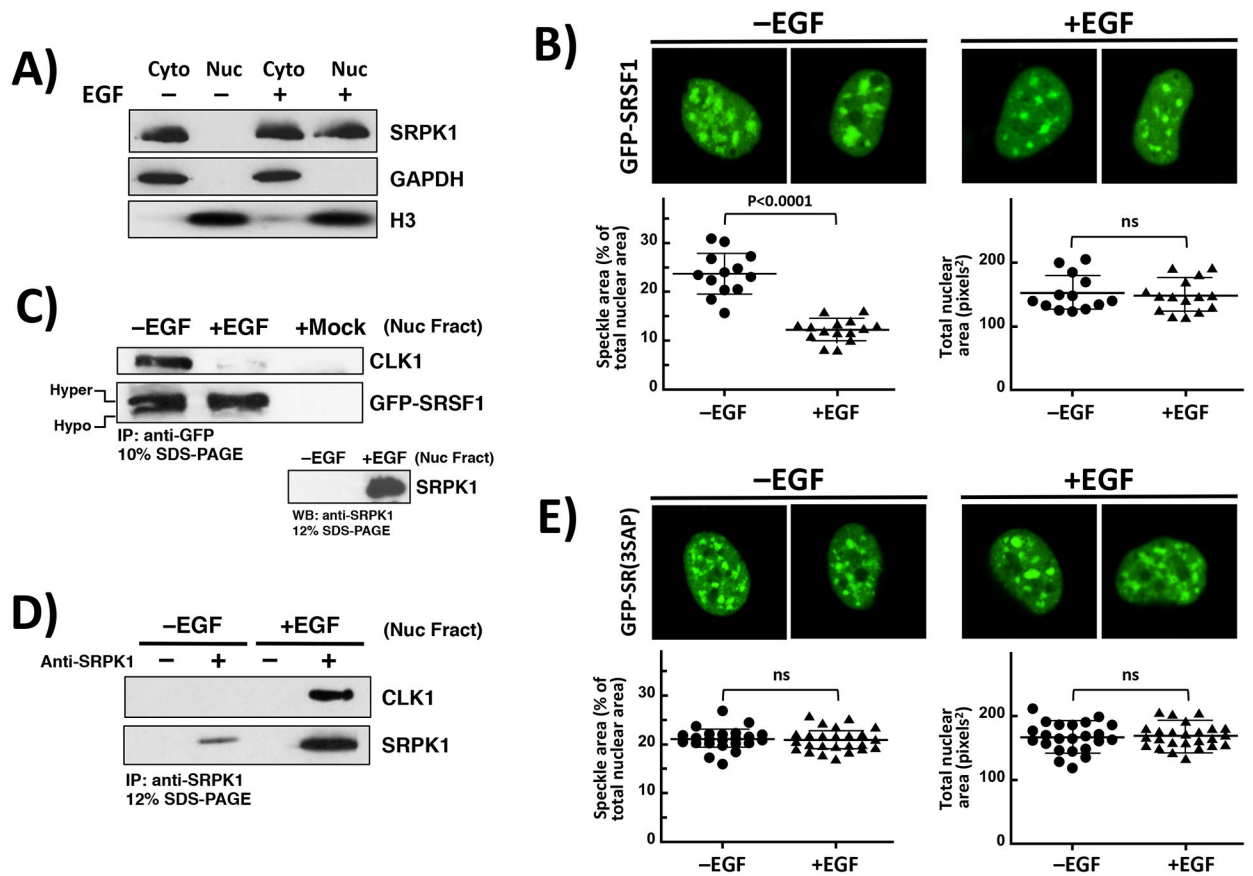 A)
Cyto Nuc Cyto Nuc
EGF – – + +
SRPK1
GAPDH
H3
B)
–EGF +EGF
GFP-SRSF1
P<0.0001
Speckle area (% of
total nuclear area)
30
20
10
0
–EGF +EGF
ns
Total nuclear
area (pixels²)
200
100
0
–EGF +EGF
C)
–EGF +EGF +Mock (Nuc Fract)
CLK1
Hyper
GFP-SRSF1
Hypo
IP: anti-GFP
10% SDS-PAGE
–EGF +EGF (Nuc Fract)
SRPK1
WB: anti-SRPK1
12% SDS-PAGE
D)
–EGF +EGF (Nuc Fract)
Anti-SRPK1 – + – +
CLK1
SRPK1
IP: anti-SRPK1
12% SDS-PAGE
E)
–EGF +EGF
GFP-SR(3SAP)
ns
Speckle area (% of
total nuclear area)
30
20
10
0
–EGF +EGF
ns
Total nuclear
area (pixels²)
200
100
0
–EGF +EGF